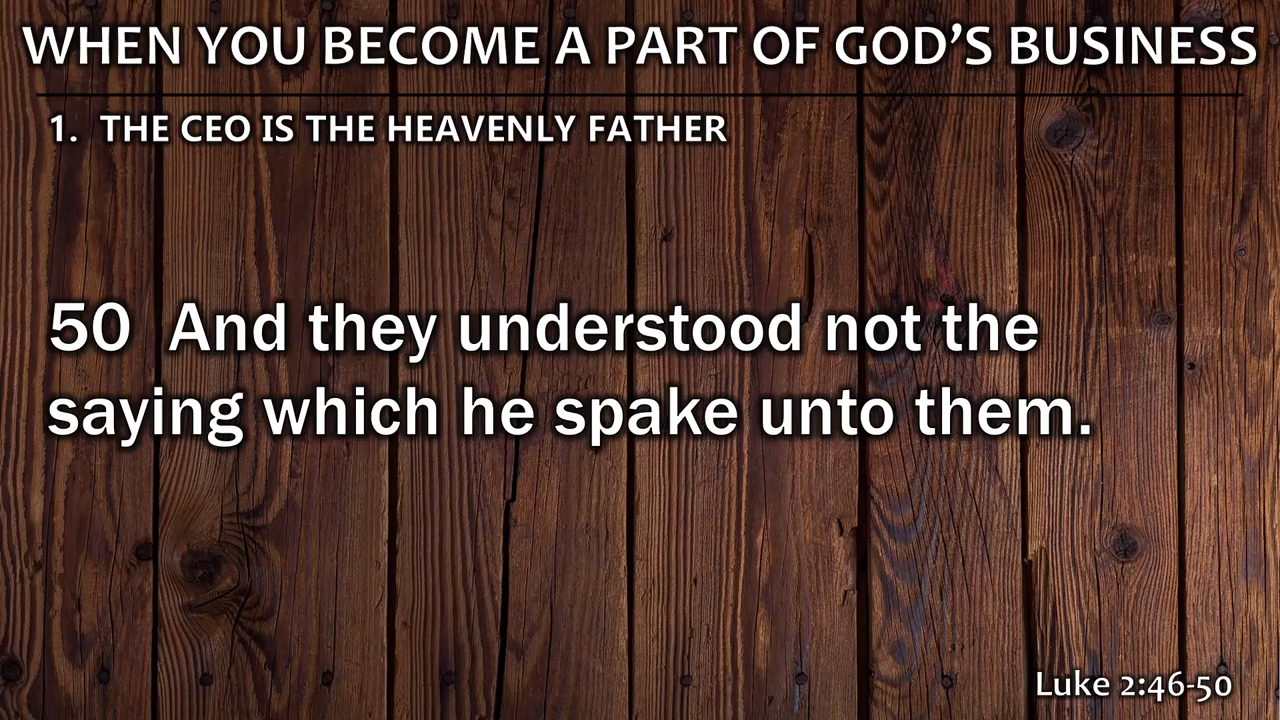 WHEN YOU BECOME A PART OF GOD’S BUSINESS
1. THE CEO IS THE HEAVENLY FATHER
50 And they understood not the
saying which he spake unto them.
Luke 2:46-50